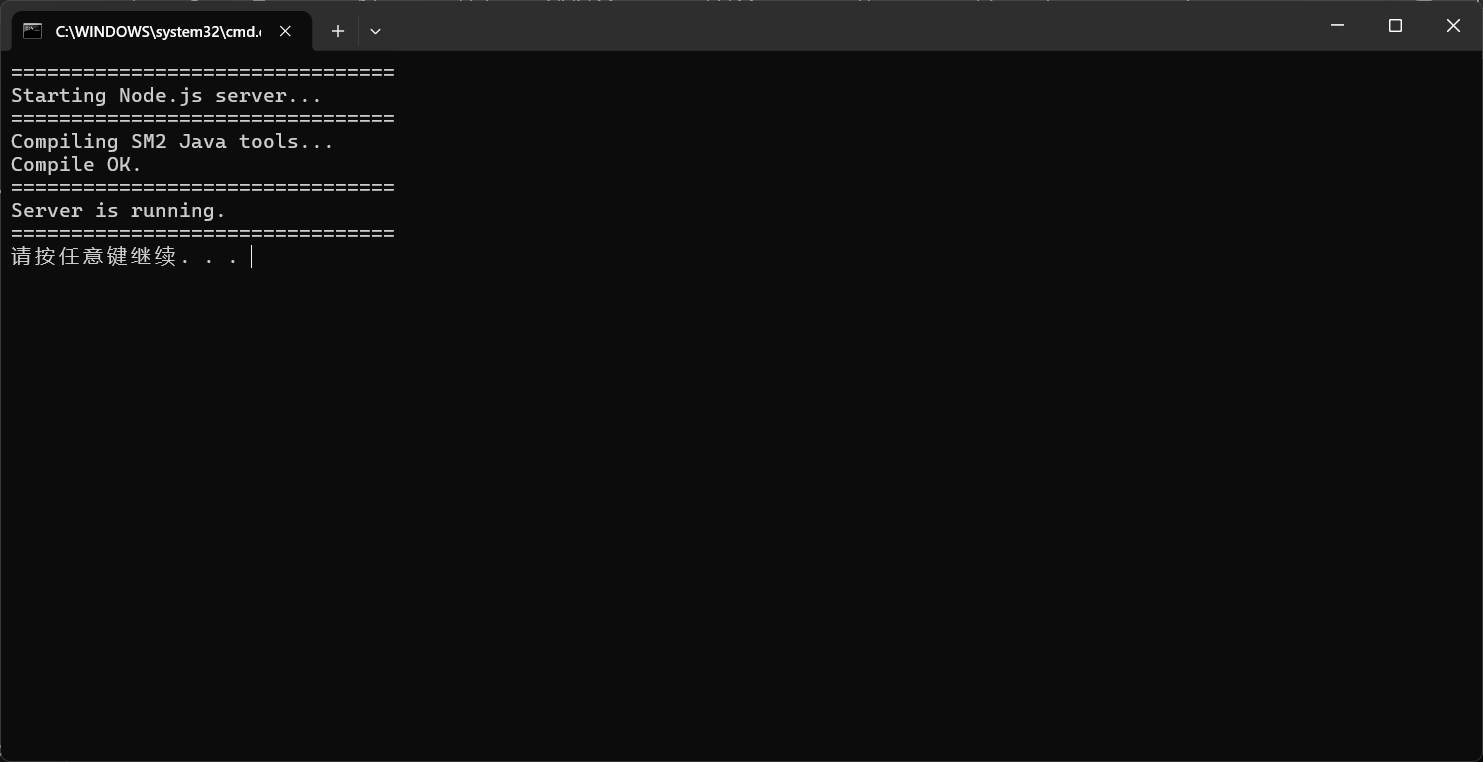 C:\WINDOWS\system32\cmd.
================================
Starting Node.js server...
================================
Compiling SM2 Java tools...
Compile OK.
================================
Server is running.
================================
请按任意键继续. . .